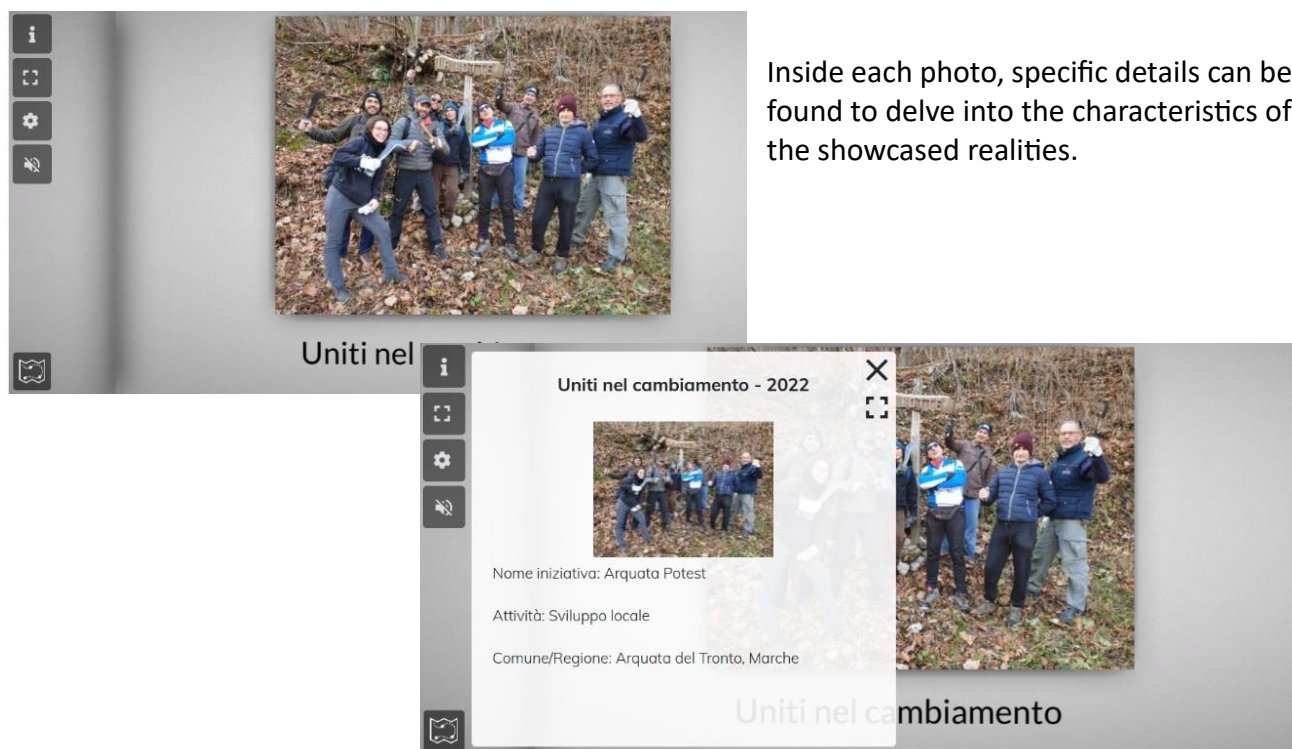 Inside each photo, specific details can be
found to delve into the characteristics of
the showcased realities.
Uniti nel
Uniti nel cambiamento - 2022
Nome iniziativa: Arquata Potest
Attività: Sviluppo locale
Comune/Regione: Arquata del Tronto, Marche
Uniti nel cambiamento